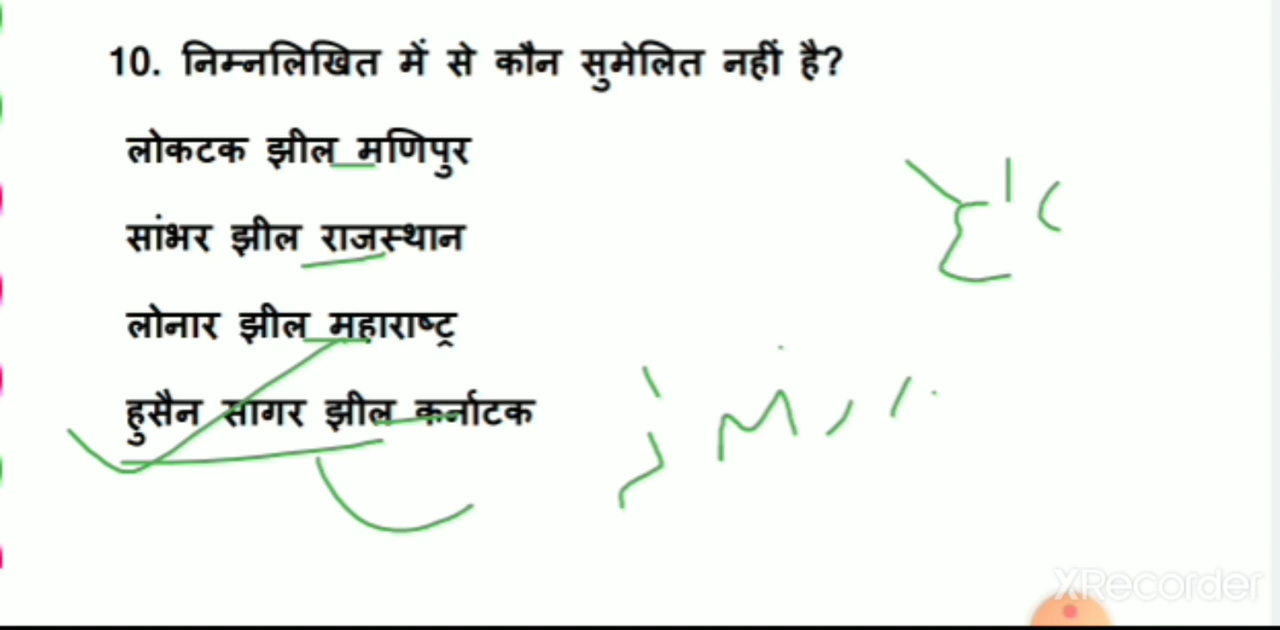 10. निम्नलिखित में से कौन सुमेलित नहीं है?
लोकटक झील मणिपुर
सांभर झील राजस्थान
लोनार झील महाराष्ट्र
हुसैन सागर झील कर्नाटक
XRecorder